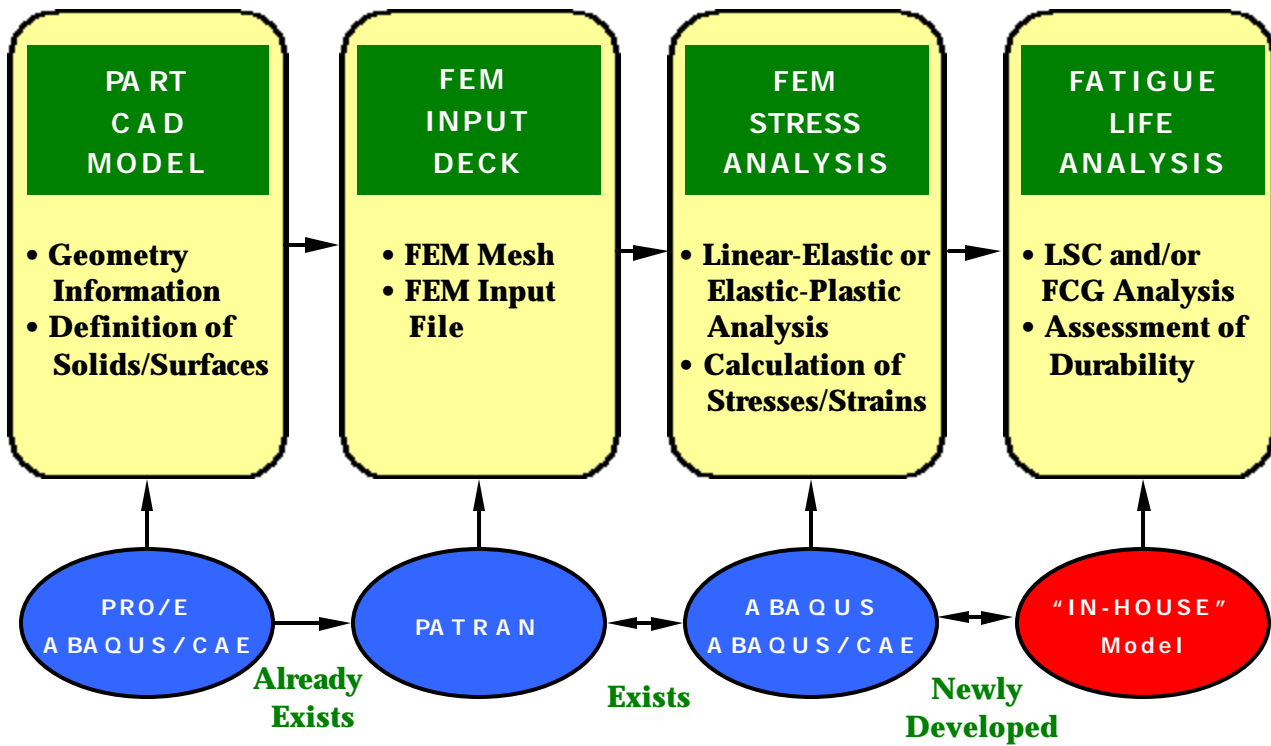 PART
CAD
MODEL
• Geometry
Information
• Definition of
Solids/Surfaces
FEM
INPUT
DECK
• FEM Mesh
• FEM Input
File
FEM
STRESS
ANALYSIS
• Linear-Elastic or
Elastic-Plastic
Analysis
• Calculation of
Stresses/Strains
FATIGUE
LIFE
ANALYSIS
• LSC and/or
FCG Analysis
• Assessment of
Durability
PRO/E
ABAQUS/CAE
Already
Exists
PATRAN
Exists
ABAQUS
ABAQUS/CAE
Newly
Developed
“IN-HOUSE”
Model